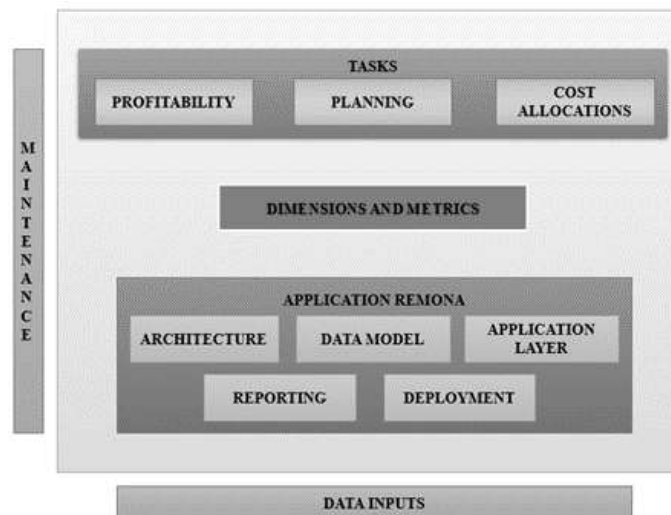 TASKS
PROFITABILITY
PLANNING
COST
ALLOCATIONS
MAINTENANCE
DIMENSIONS AND METRICS
APPLICATION REMONA
ARCHITECTURE
DATA MODEL
APPLICATION
LAYER
REPORTING
DEPLOYMENT
DATA INPUTS